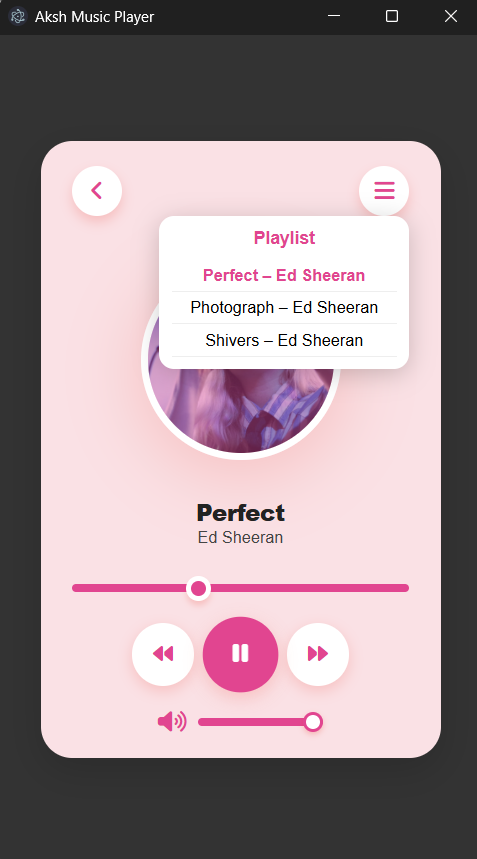 Aksh Music Player
Playlist
Perfect – Ed Sheeran
Photograph – Ed Sheeran
Shivers – Ed Sheeran
Perfect
Ed Sheeran